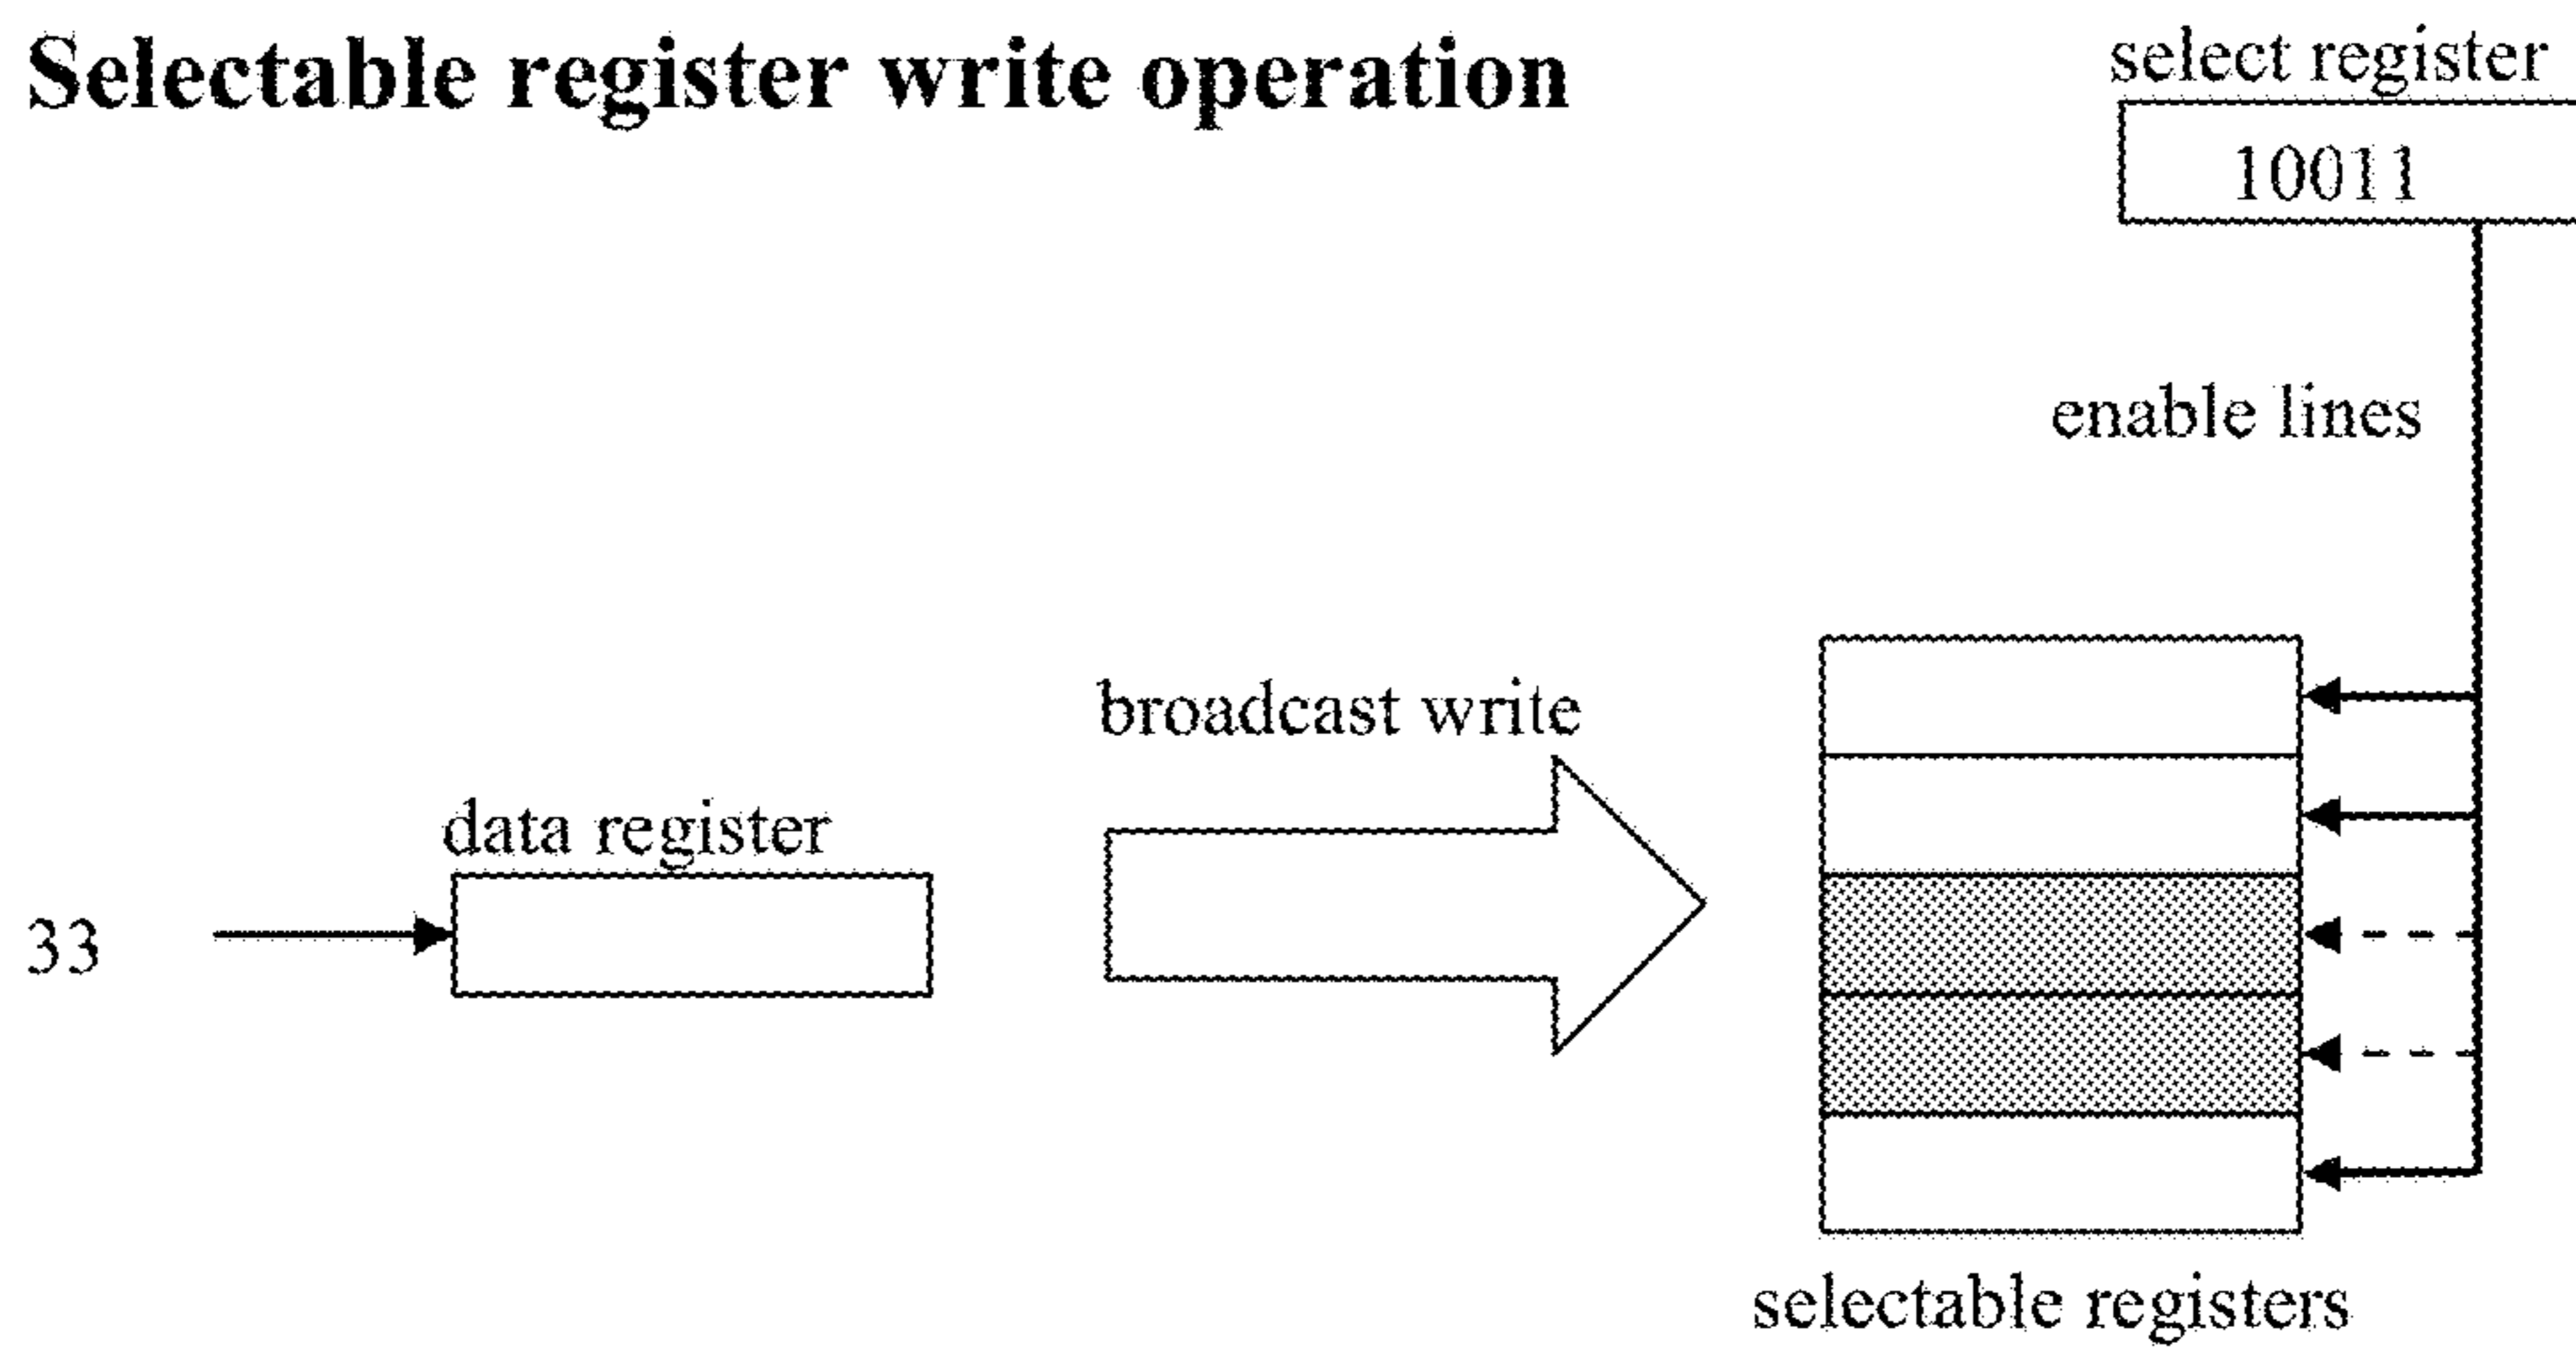 Selectable register write operation
select register
10011
enable lines
broadcast write
data register
33
selectable registers